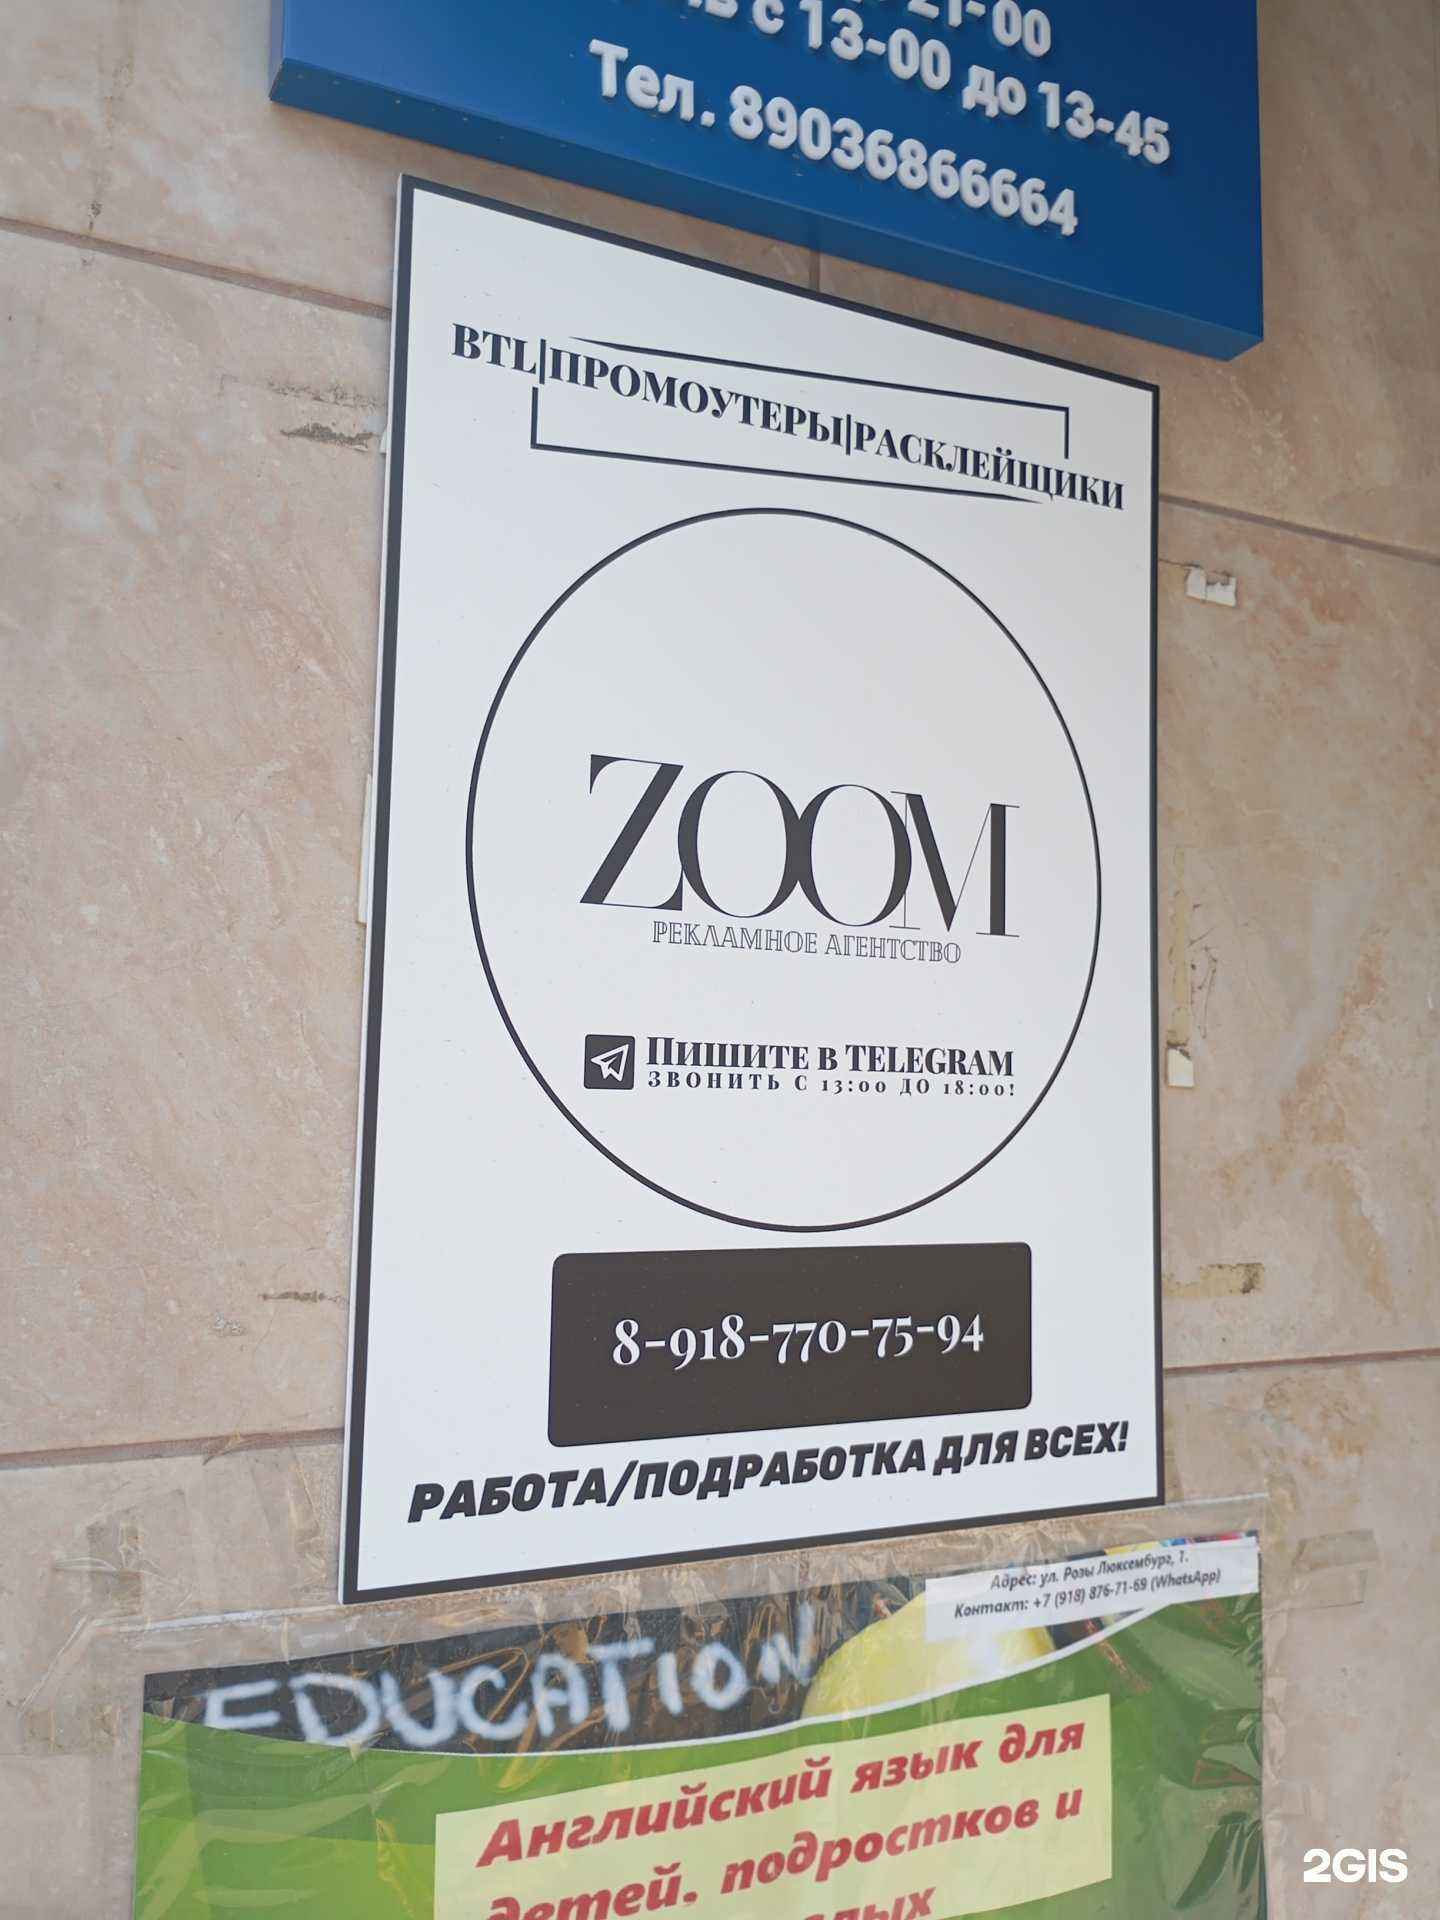 21-00
с 13-00 до 13-45
Тел. 89036866664
BTL|ПРОМОУТЕРЫ|РАСКЛЕЙЩИКИ
ZOOM
РЕКЛАМНОЕ АГЕНТСТВО
ПИШИТЕ В TELEGRAM
ЗВОНИТЬ С 13:00 ДО 18:00!
8-918-770-75-94
РАБОТА/ПОДРАБОТКА ДЛЯ ВСЕХ!
Адрес: ул. Розы Люксембург, 1.
Контакт: +7 (918) 876-71-69 (WhatsApp)
EDUCATION
Английский язык для
детей. подростков и
2GIS